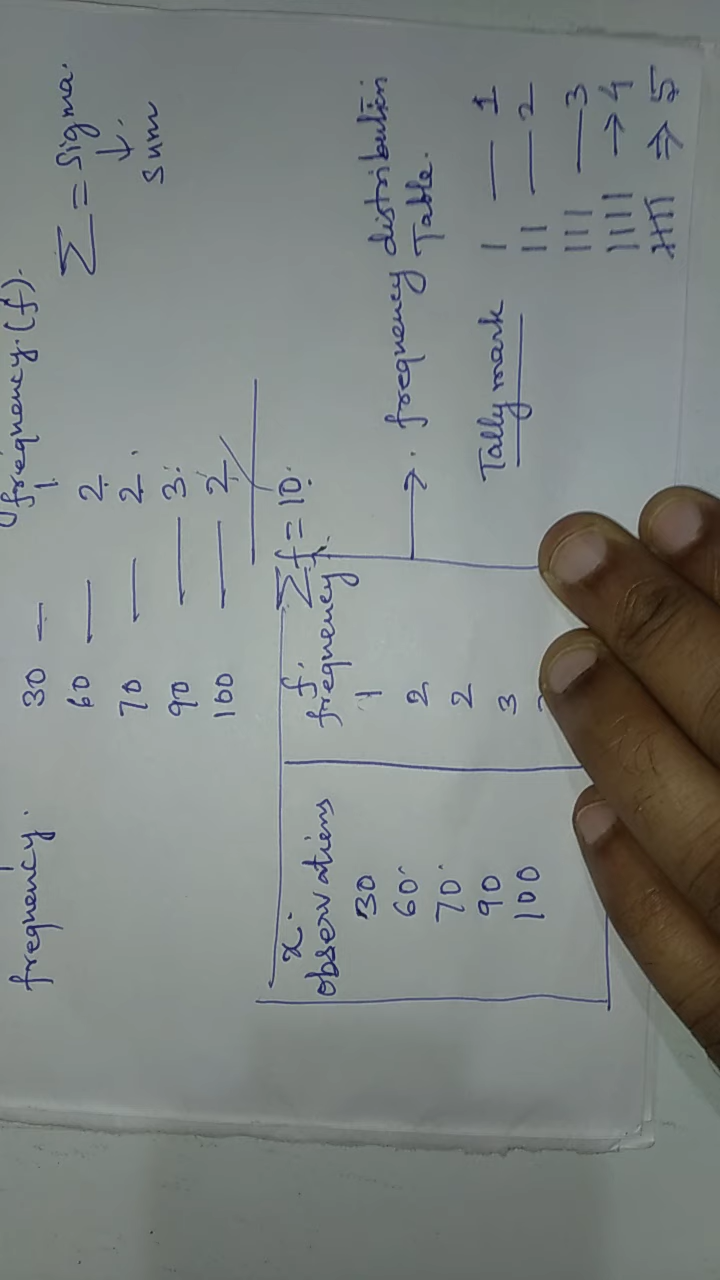 frequency. frequency.(f).
30 — 1
60 — 2
70 — 2.
90 — 3.
100 — 2
Σ = Sigma.
↓.
Sum
Σf = 10.
x. f.
observations frequency
30 1
60. 2
70. 2
90 3
100
→. frequency distribution
Table.
Tally mark
| — 1
|| — 2
||| — 3
|||| → 4
⇒ 5